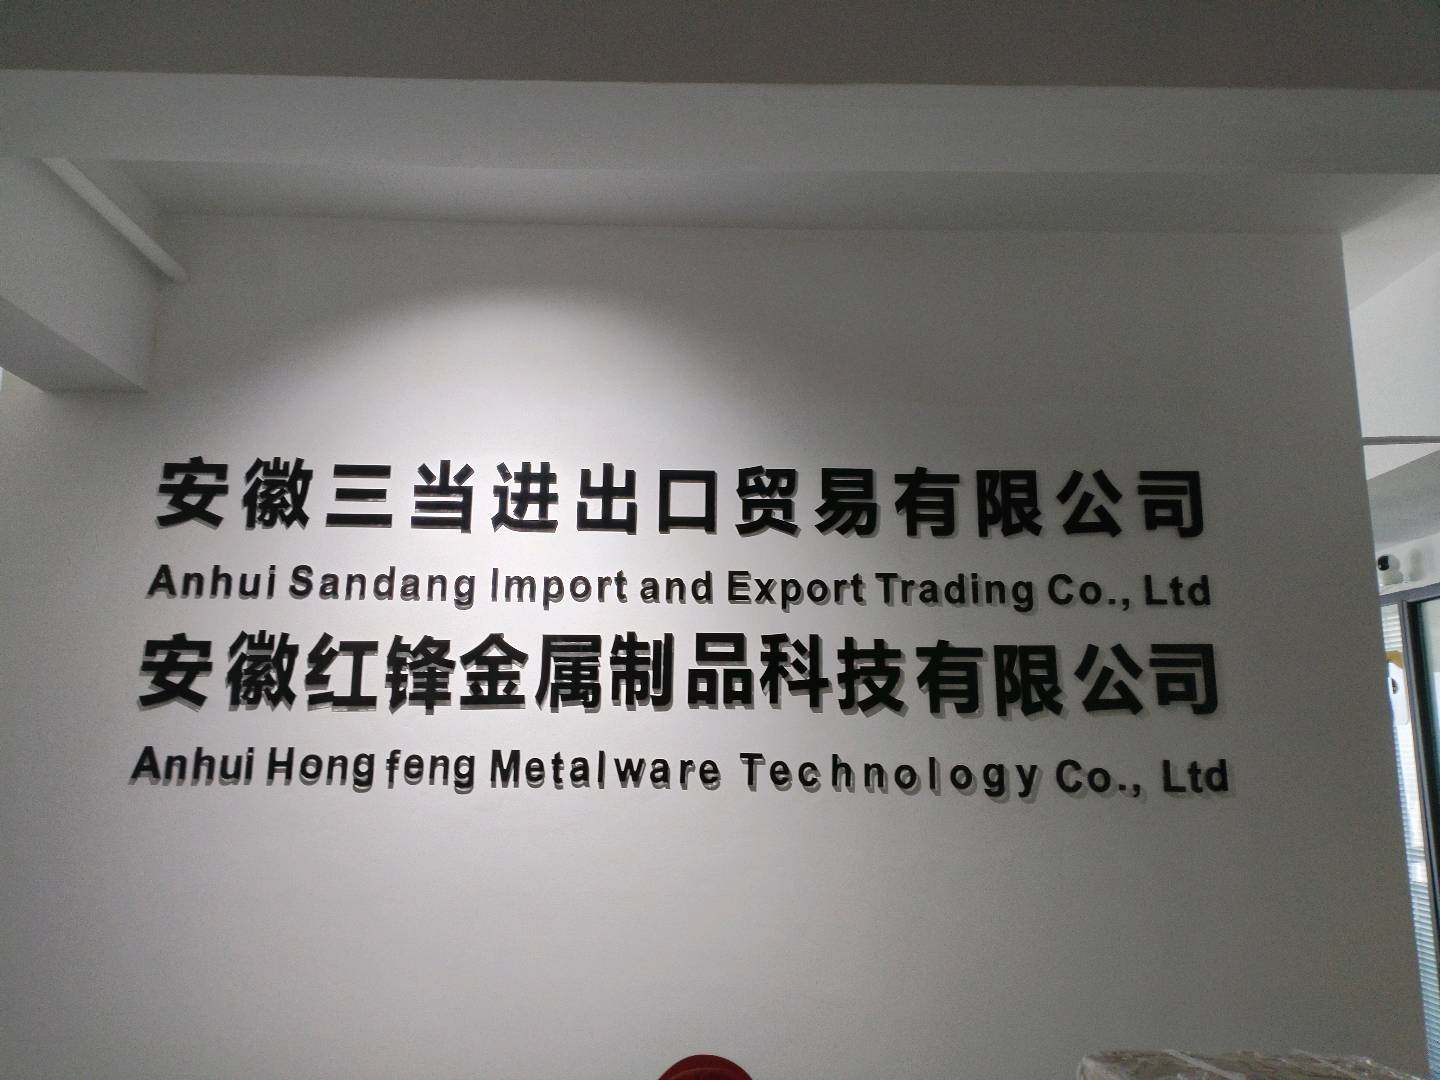 安徽三当进出口贸易有限公司
Anhui Sandang Import and Export Trading Co., Ltd
安徽红锋金属制品科技有限公司
Anhui Hong feng Metalware Technology Co., Ltd